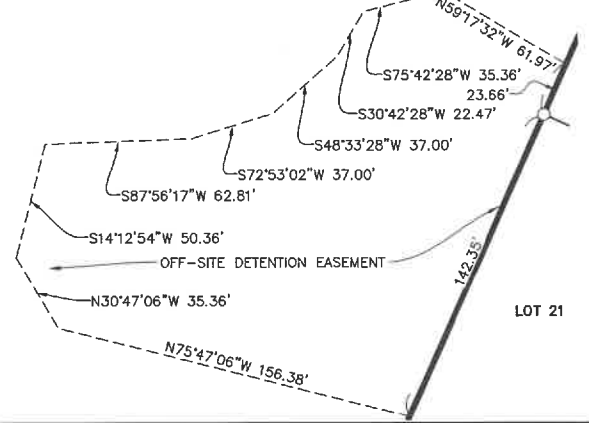 N59°17'32"W 61.97'
S75°42'28"W 35.36'
23.66'
S30°42'28"W 22.47'
S48°33'28"W 37.00'
S72°53'02"W 37.00'
S87°56'17"W 62.81'
S14°12'54"W 50.36'
OFF-SITE DETENTION EASEMENT
142.35'
N30°47'06"W 35.36'
LOT 21
N75°47'06"W 156.38'